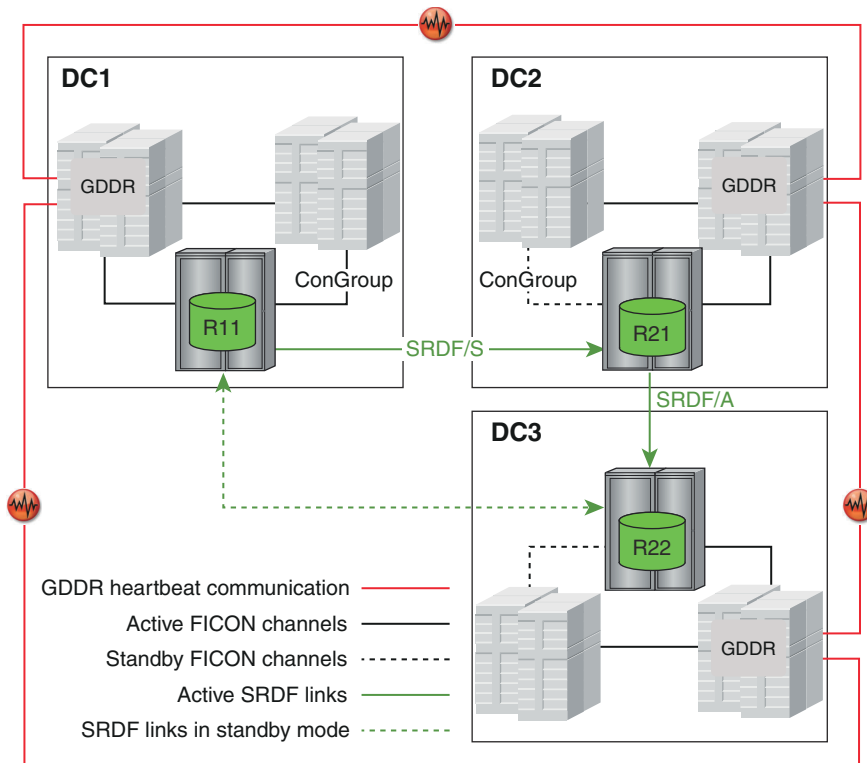 DC1
DC2
GDDR
GDDR
ConGroup
ConGroup
R11
R21
SRDF/S
SRDF/A
DC3
R22
GDDR heartbeat communication
Active FICON channels
Standby FICON channels
GDDR
Active SRDF links
SRDF links in standby mode